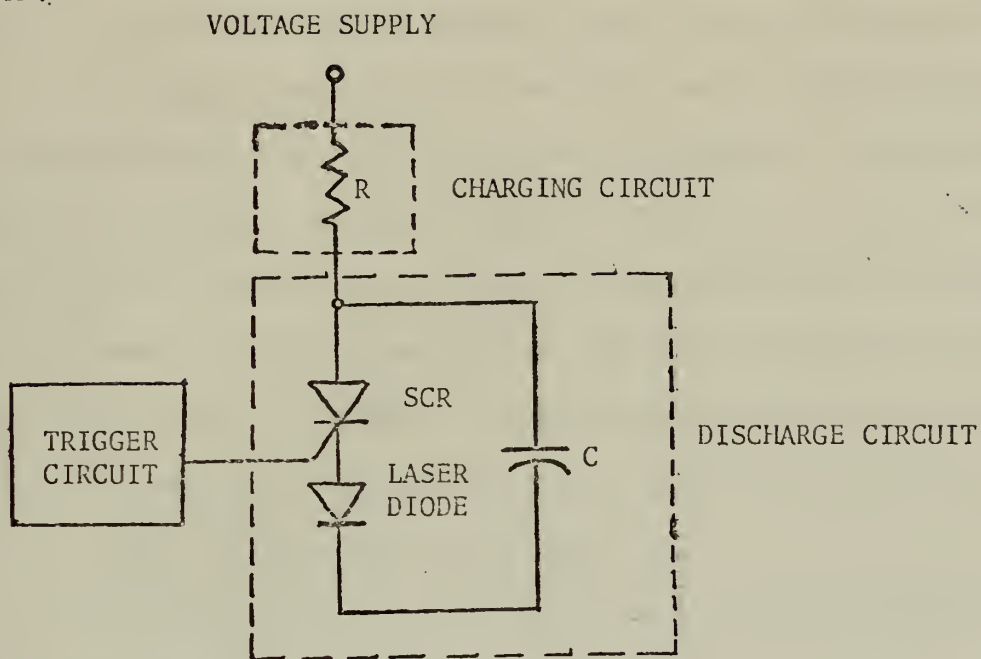 VOLTAGE SUPPLY
R
CHARGING CIRCUIT
SCR
TRIGGER
CIRCUIT
LASER
DIODE
C
DISCHARGE CIRCUIT